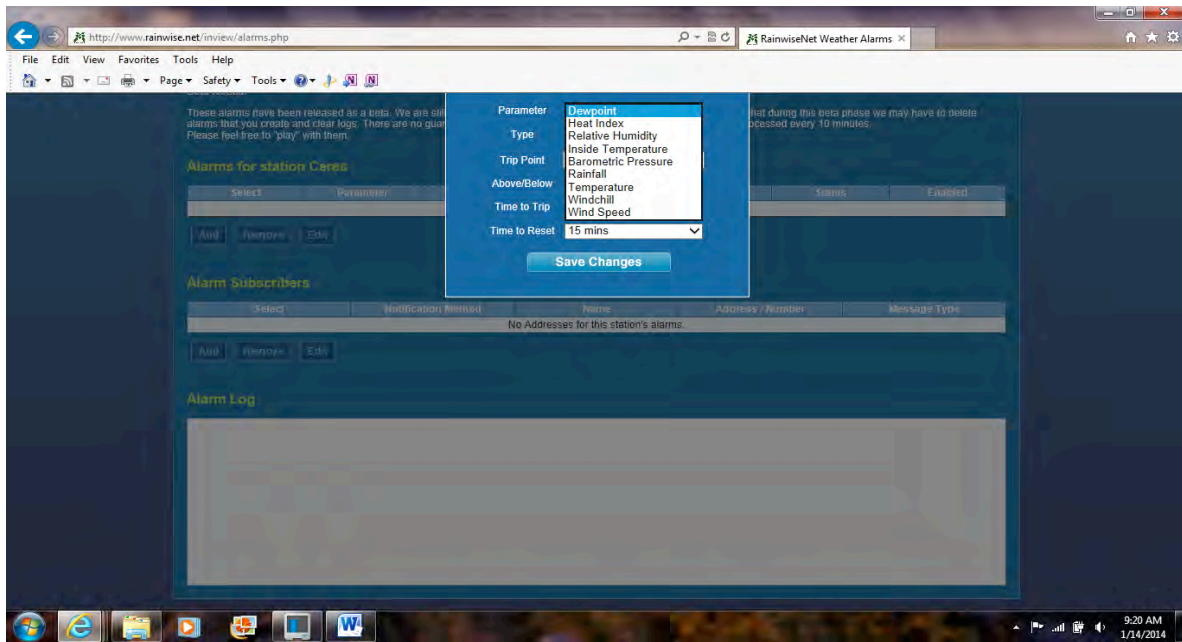 http://www.rainwise.net/inview/alarms.php
RainwiseNet Weather Alarms
File Edit View Favorites Tools Help
Page Safety Tools
These alarms have been released as a beta. We are still
hat during this beta phase we may have to delete
alarms that you create and clear logs. There are no
ocessed every 10 minutes.
Please feel free to "play" with them.
Alarms for station Ceres
Select Parameter Status Enabled
Add Remove Edit
Parameter
Dewpoint
Heat Index
Relative Humidity
Inside Temperature
Barometric Pressure
Rainfall
Temperature
Windchill
Wind Speed
Type
Trip Point
Above/Below
Time to Trip
Time to Reset 15 mins
Save Changes
Alarm Subscribers
Select Notification Method Name Address / Number Message Type
No Addresses for this station's alarms.
Add Remove Edit
Alarm Log
9:20 AM
1/14/2014